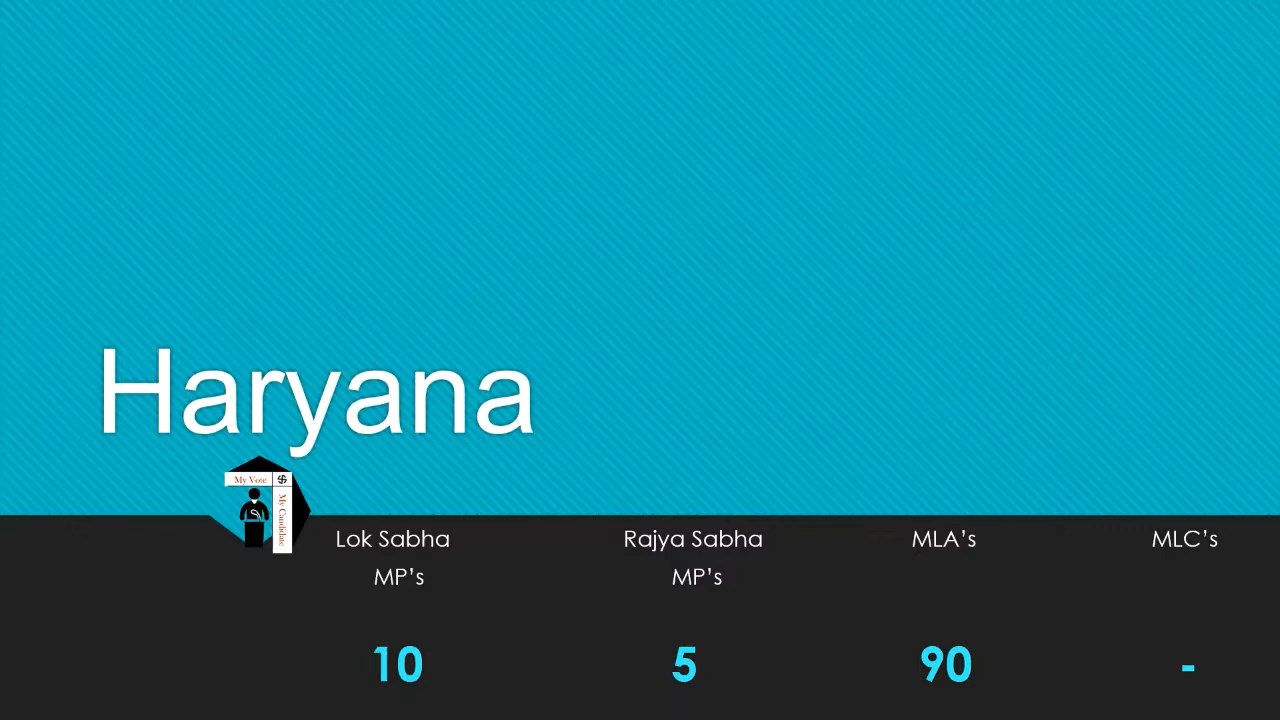 Haryana
My Vote
My Candidate
Lok Sabha Rajya Sabha MLA’s MLC’s
MP’s MP’s
10 5 90 -